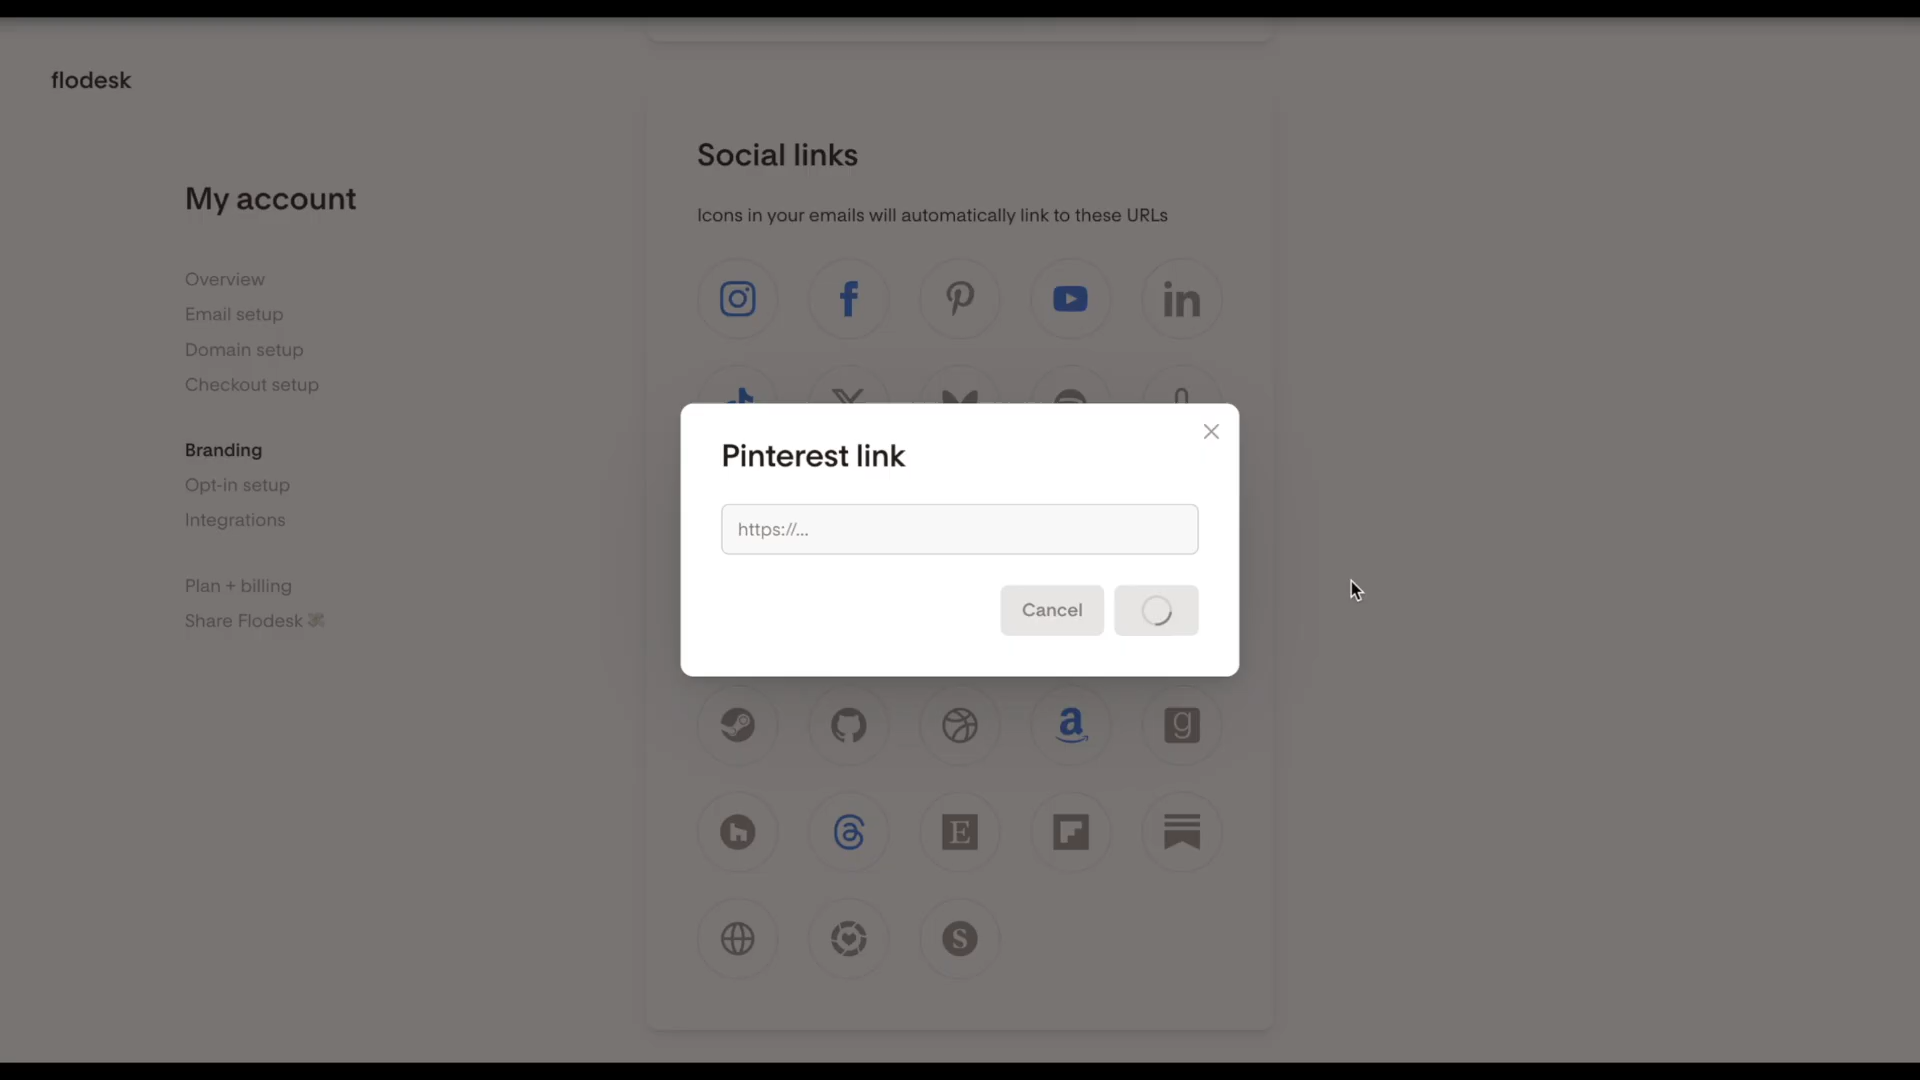 flodesk
My account
Overview
Email setup
Domain setup
Checkout setup
Branding
Opt-in setup
Integrations
Plan + billing
Share Flodesk
Social links
Icons in your emails will automatically link to these URLs
Pinterest link
https://...
Cancel